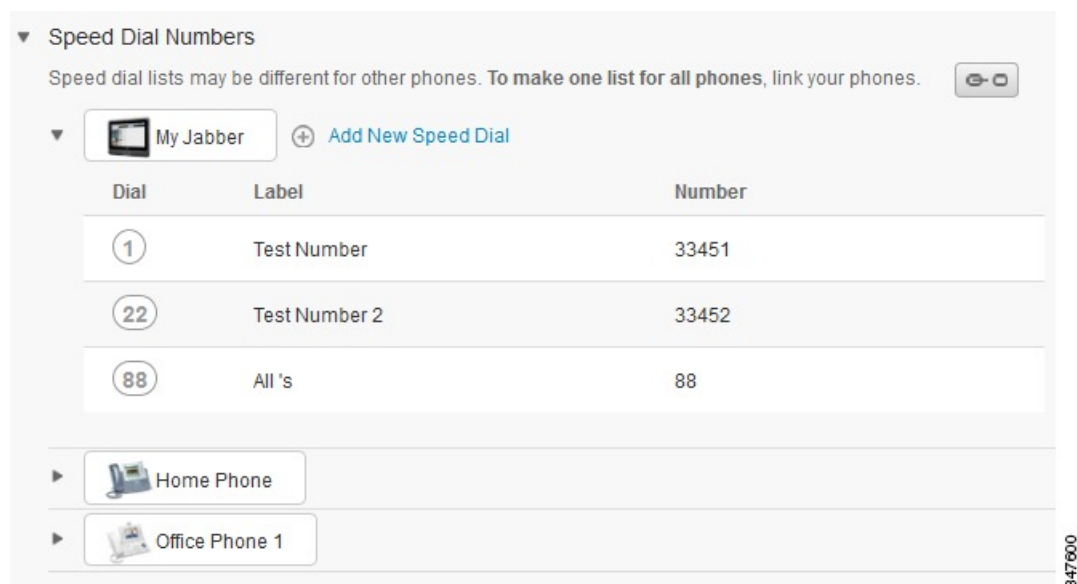 Speed Dial Numbers
Speed dial lists may be different for other phones. To make one list for all phones, link your phones.
My Jabber Add New Speed Dial
Dial Label Number
1 Test Number 33451
22 Test Number 2 33452
88 All 's 88
Home Phone
Office Phone 1
347600